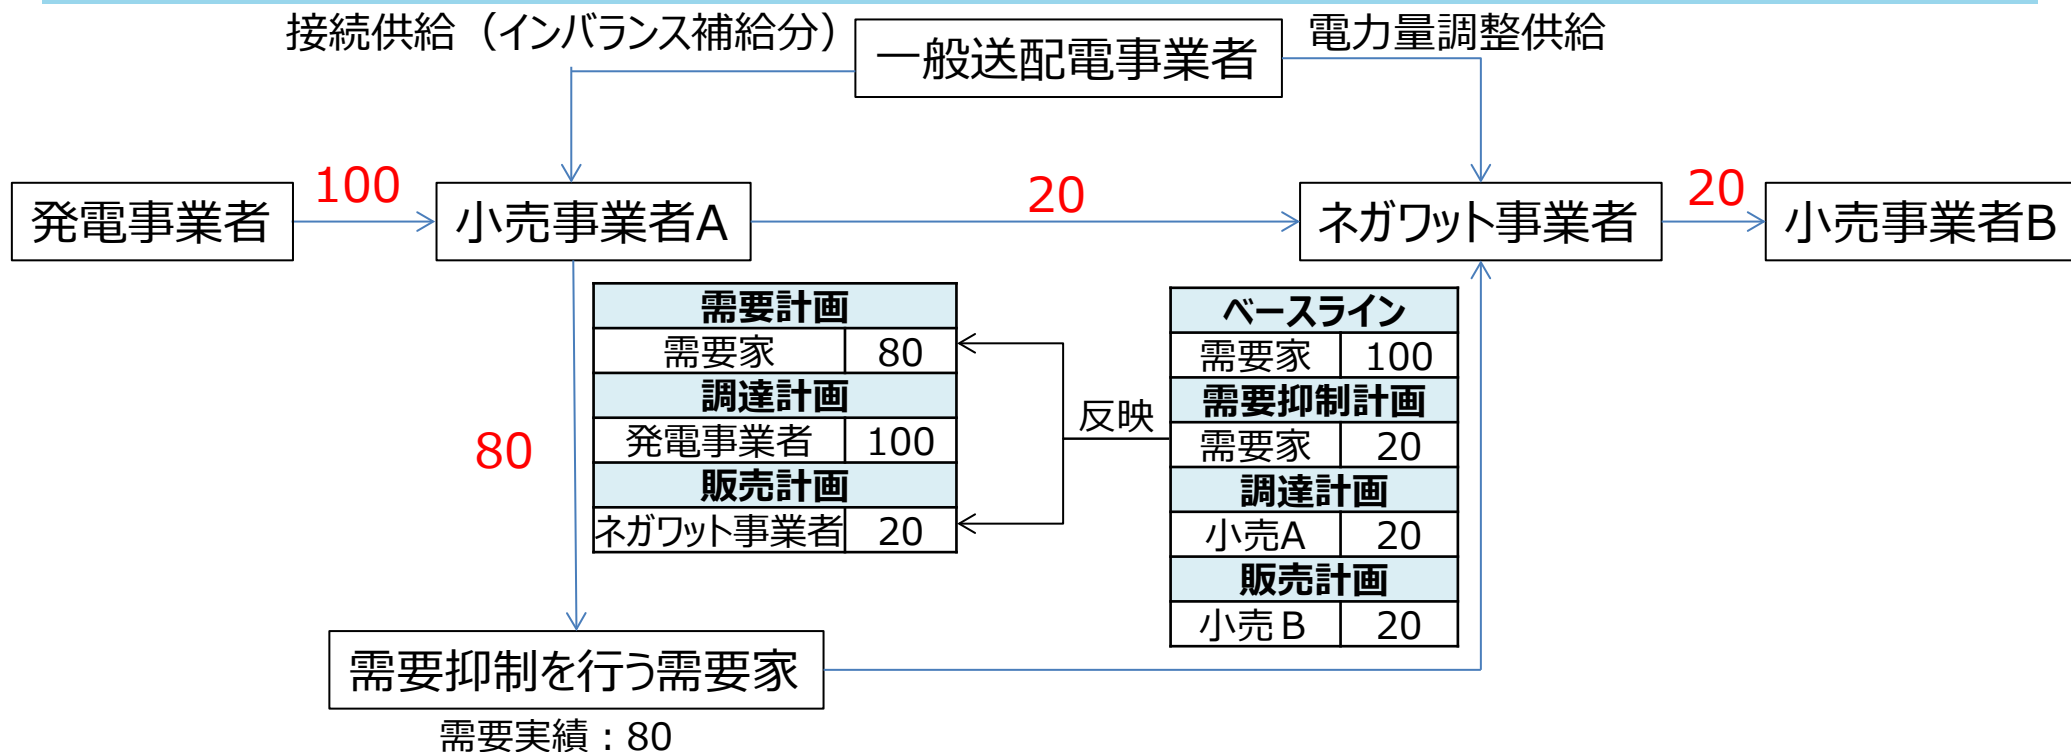 接続供給（インバランス補給分）
一般送配電事業者
電力量調整供給
発電事業者
100
小売事業者A
20
ネガワット事業者
20
小売事業者B
80
需要計画
需要家 80
調達計画
発電事業者 100
販売計画
ネガワット事業者 20
反映
ベースライン
需要家 100
需要抑制計画
需要家 20
調達計画
小売A 20
販売計画
小売B 20
需要抑制を行う需要家
需要実績：80